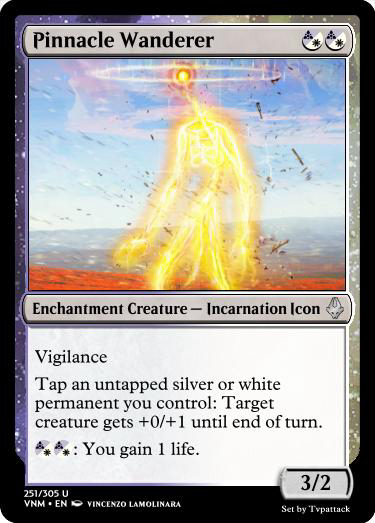 Pinnacle Wanderer
Enchantment Creature — Incarnation Icon
Vigilance
Tap an untapped silver or white
permanent you control: Target
creature gets +0/+1 until end of turn.
: You gain 1 life.
3/2
251/305 U
VNM • EN VINCENZO LAMOLINARA
Set by Tvpattack